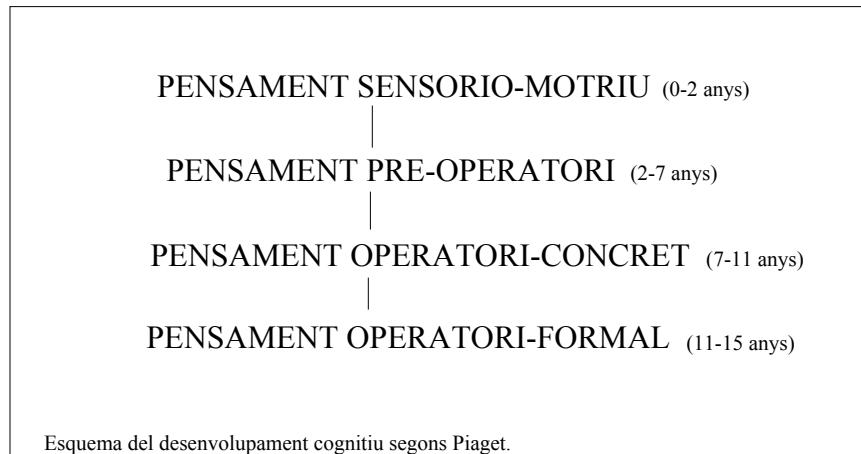 PENSAMENT SENSORIO-MOTRIU (0-2 anys)
PENSAMENT PRE-OPERATORI (2-7 anys)
PENSAMENT OPERATORI-CONCRET (7-11 anys)
PENSAMENT OPERATORI-FORMAL (11-15 anys)
Esquema del desenvolupament cognitiu segons Piaget.